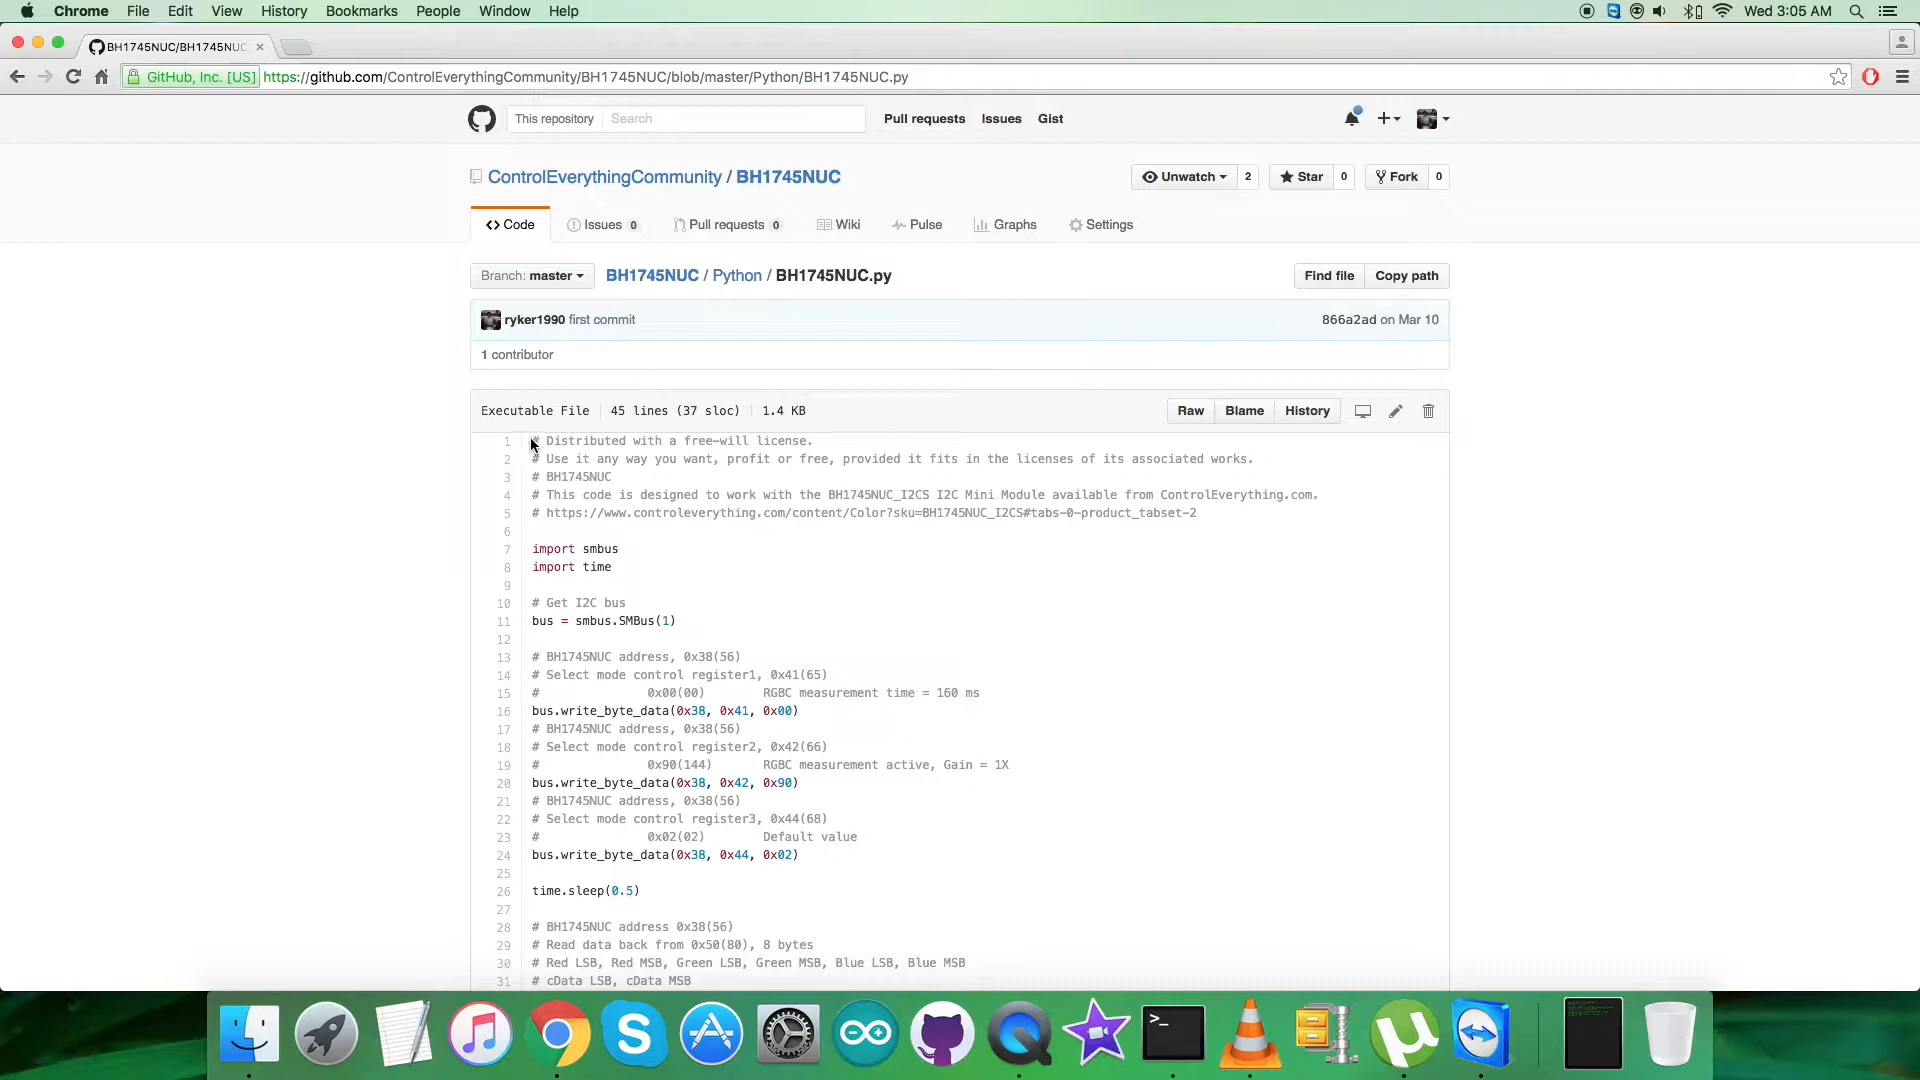 Chrome File Edit View History Bookmarks People Window Help Wed 3:05 AM
BH1745NUC/BH1745NUC
GitHub, Inc. [US] https://github.com/ControlEverythingCommunity/BH1745NUC/blob/master/Python/BH1745NUC.py
This repository Search Pull requests Issues Gist
ControlEverythingCommunity / BH1745NUC Unwatch 2 Star 0 Fork 0
Code Issues 0 Pull requests 0 Wiki Pulse Graphs Settings
Branch: master BH1745NUC / Python / BH1745NUC.py Find file Copy path
ryker1990 first commit 866a2ad on Mar 10
1 contributor
Executable File 45 lines (37 sloc) 1.4 KB Raw Blame History
1 # Distributed with a free-will license.
2 # Use it any way you want, profit or free, provided it fits in the licenses of its associated works.
3 # BH1745NUC
4 # This code is designed to work with the BH1745NUC_I2CS I2C Mini Module available from ControlEverything.com.
5 # https://www.controleverything.com/content/Color?sku=BH1745NUC_I2CS#tabs-0-product_tabset-2
6
7 import smbus
8 import time
9
10 # Get I2C bus
11 bus = smbus.SMBus(1)
12
13 # BH1745NUC address, 0x38(56)
14 # Select mode control register1, 0x41(65)
15 # 0x00(00) RGBC measurement time = 160 ms
16 bus.write_byte_data(0x38, 0x41, 0x00)
17 # BH1745NUC address, 0x38(56)
18 # Select mode control register2, 0x42(66)
19 # 0x90(144) RGBC measurement active, Gain = 1X
20 bus.write_byte_data(0x38, 0x42, 0x90)
21 # BH1745NUC address, 0x38(56)
22 # Select mode control register3, 0x44(68)
23 # 0x02(02) Default value
24 bus.write_byte_data(0x38, 0x44, 0x02)
25
26 time.sleep(0.5)
27
28 # BH1745NUC address 0x38(56)
29 # Read data back from 0x50(80), 8 bytes
30 # Red LSB, Red MSB, Green LSB, Green MSB, Blue LSB, Blue MSB
31 # cData LSB, cData MSB